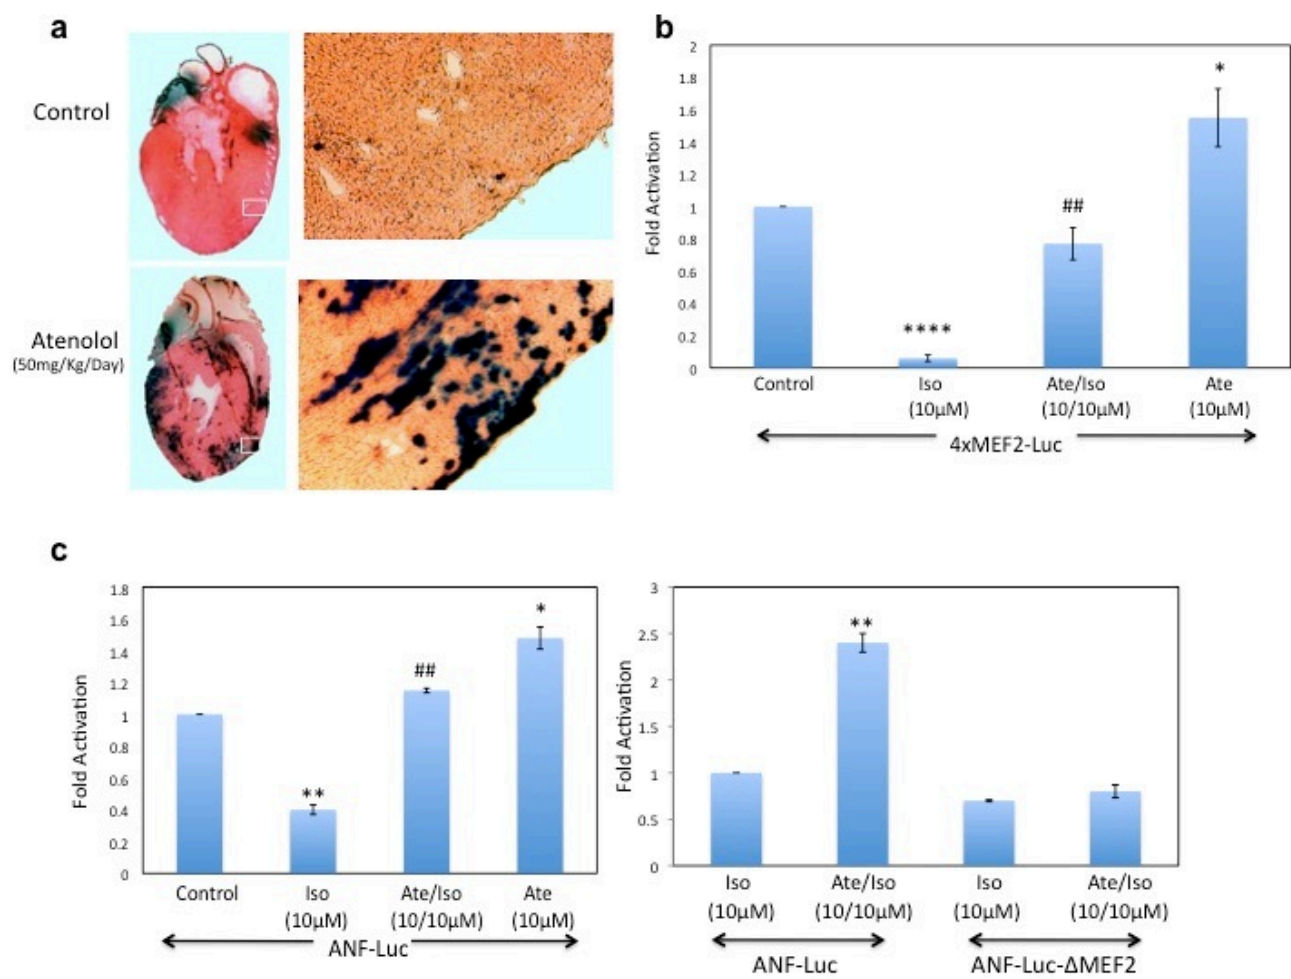 a
Control
Atenolol
(50mg/Kg/Day)
b
Fold Activation
2
1.8
1.6
1.4
1.2
1
0.8
0.6
0.4
0.2
0
****
##
*
Control Iso Ate/Iso Ate
(10µM) (10/10µM) (10µM)
4xMEF2-Luc
c
Fold Activation
1.8
1.6
1.4
1.2
1
0.8
0.6
0.4
0.2
0
**
##
*
Control Iso Ate/Iso Ate
(10µM) (10/10µM) (10µM)
ANF-Luc
Fold Activation
3
2.5
2
1.5
1
0.5
0
**
Iso Ate/Iso Iso Ate/Iso
(10µM) (10/10µM) (10µM) (10/10µM)
ANF-Luc ANF-Luc-ΔMEF2